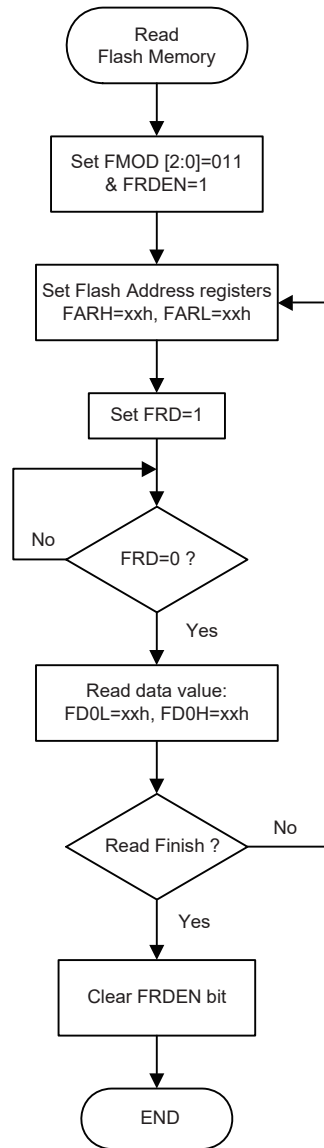 Read
Flash Memory
Set FMOD [2:0]=011
& FRDEN=1
Set Flash Address registers
FARH=xxh, FARL=xxh
Set FRD=1
No
FRD=0 ?
Yes
Read data value:
FD0L=xxh, FD0H=xxh
Read Finish ?
No
Yes
Clear FRDEN bit
END